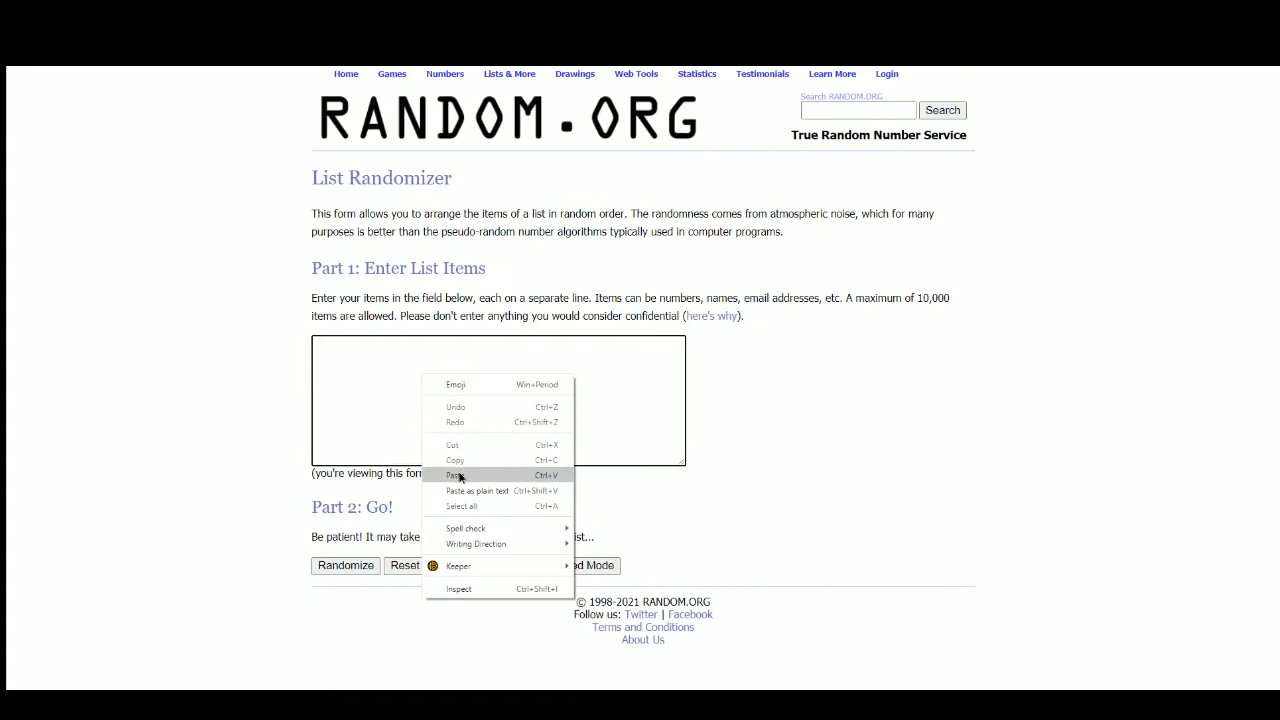 Home Games Numbers Lists & More Drawings Web Tools Statistics Testimonials Learn More Login
RANDOM.ORG
Search RANDOM.ORG
Search
True Random Number Service
List Randomizer
This form allows you to arrange the items of a list in random order. The randomness comes from atmospheric noise, which for many
purposes is better than the pseudo-random number algorithms typically used in computer programs.
Part 1: Enter List Items
Enter your items in the field below, each on a separate line. Items can be numbers, names, email addresses, etc. A maximum of 10,000
items are allowed. Please don't enter anything you would consider confidential (here's why).
Emoji Win+Period
Undo Ctrl+Z
Redo Ctrl+Shift+Z
Cut Ctrl+X
Copy Ctrl+C
(you're viewing this
Paste Ctrl+V
Paste as plain text Ctrl+Shift+V
Select all Ctrl+A
Part 2: Go!
Spell check
Be patient! It may take
Writing Direction
Randomize Reset Mode
Keeper
Inspect Ctrl+Shift+I
© 1998-2021 RANDOM.ORG
Follow us: Twitter | Facebook
Terms and Conditions
About Us